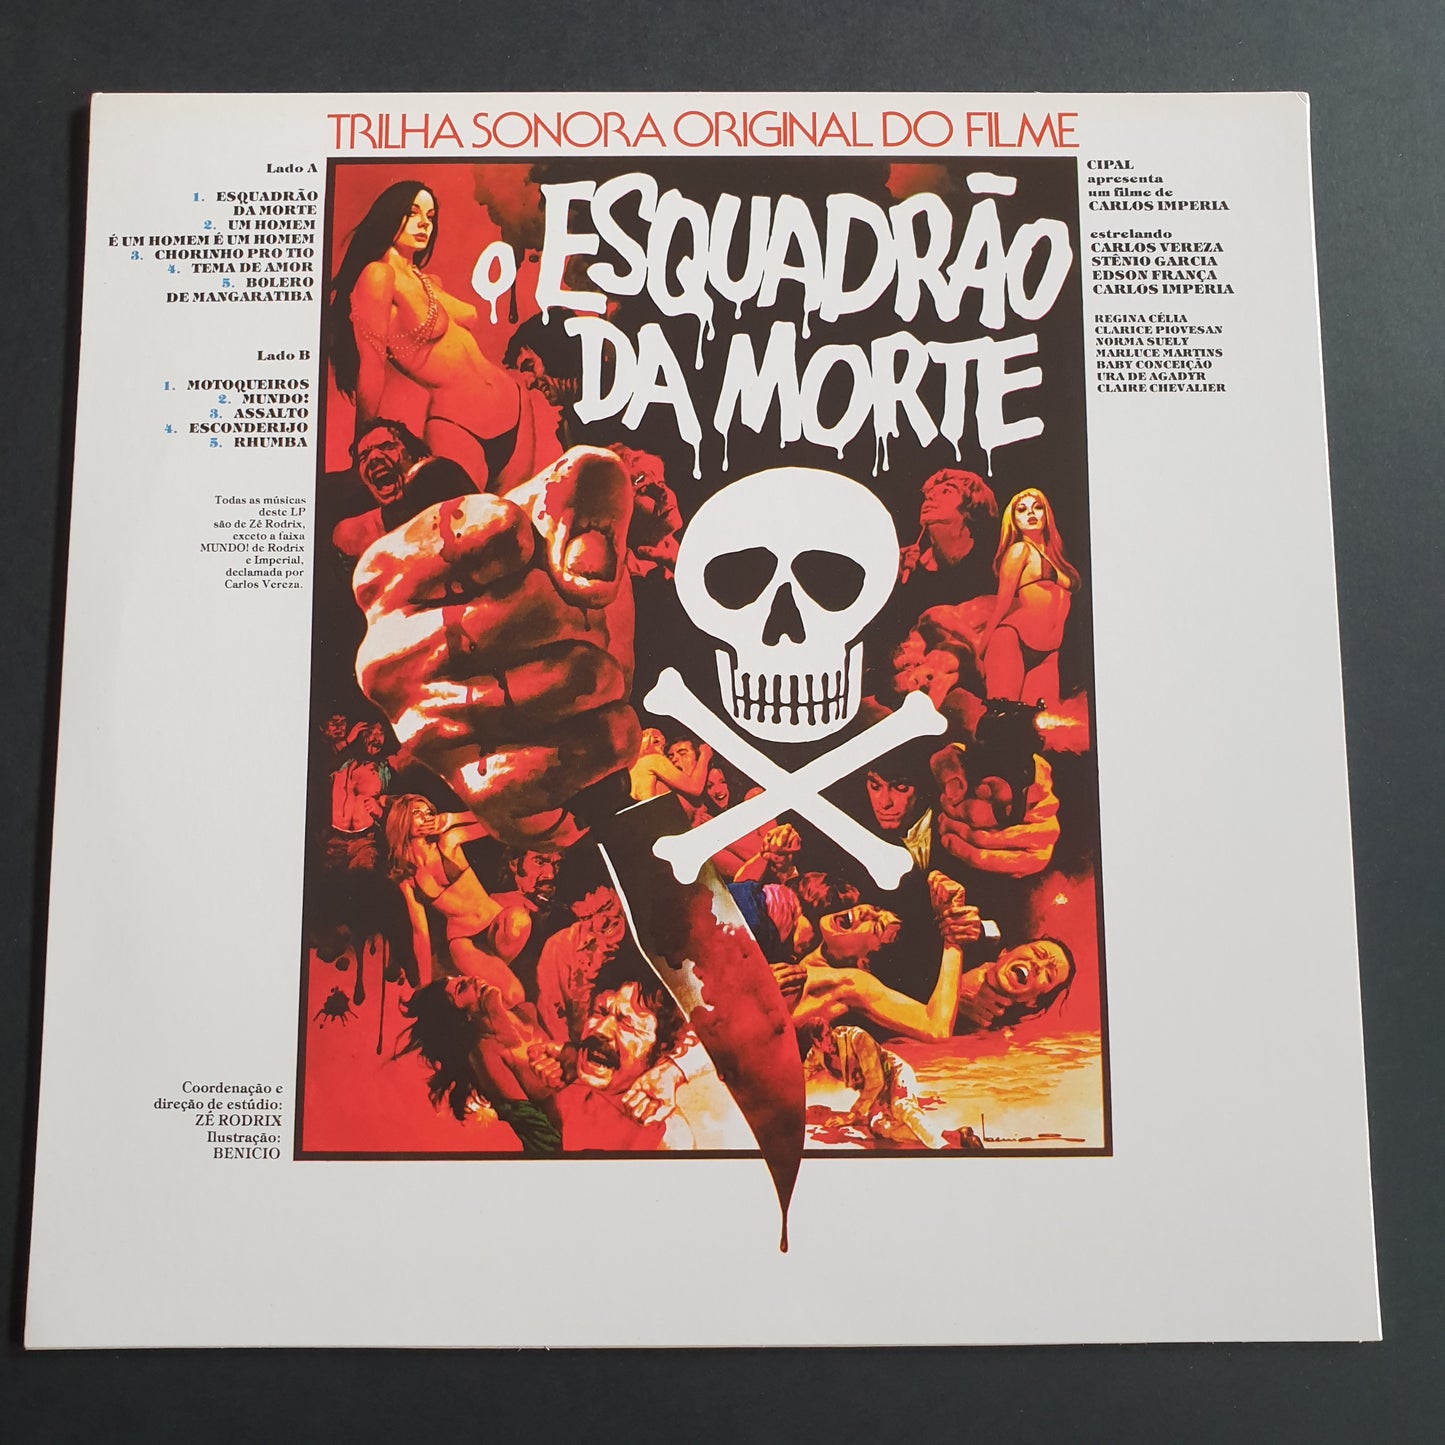 TRILHA SONORA ORIGINAL DO FILME
Lado A
1. ESQUADRÃO
DA MORTE
2. UM HOMEM
É UM HOMEM É UM HOMEM
3. CHORINHO PRO TIO
4. TEMA DE AMOR
5. BOLERO
DE MANGARATIBA
Lado B
1. MOTOQUEIROS
2. MUNDO!
3. ASSALTO
4. ESCONDERIJO
5. RHUMBA
Todas as músicas
deste LP
são de Zé Rodrix,
exceto a faixa
MUNDO! de Rodrix
e Imperial,
declamada por
Carlos Vereza.
Coordenação e
direção de estúdio:
ZÉ RODRIX
Ilustração:
BENICIO
O ESQUADRÃO
DA MORTE
benicio
CIPAL
apresenta
um filme de
CARLOS IMPERIA
estrelando
CARLOS VEREZA
STÊNIO GARCIA
EDSON FRANÇA
CARLOS IMPERIA
REGINA CÉLIA
CLARICE PIOVESAN
NORMA SUELY
MARLUCE MARTINS
BABY CONCEIÇÃO
URA DE AGADYR
CLAIRE CHEVALIER